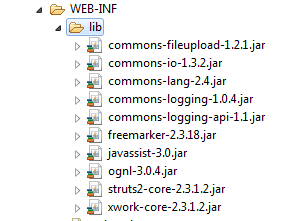 WEB-INF
lib
commons-fileupload-1.2.1.jar
commons-io-1.3.2.jar
commons-lang-2.4.jar
commons-logging-1.0.4.jar
commons-logging-api-1.1.jar
freemarker-2.3.18.jar
javassist-3.0.jar
ognl-3.0.4.jar
struts2-core-2.3.1.2.jar
xwork-core-2.3.1.2.jar